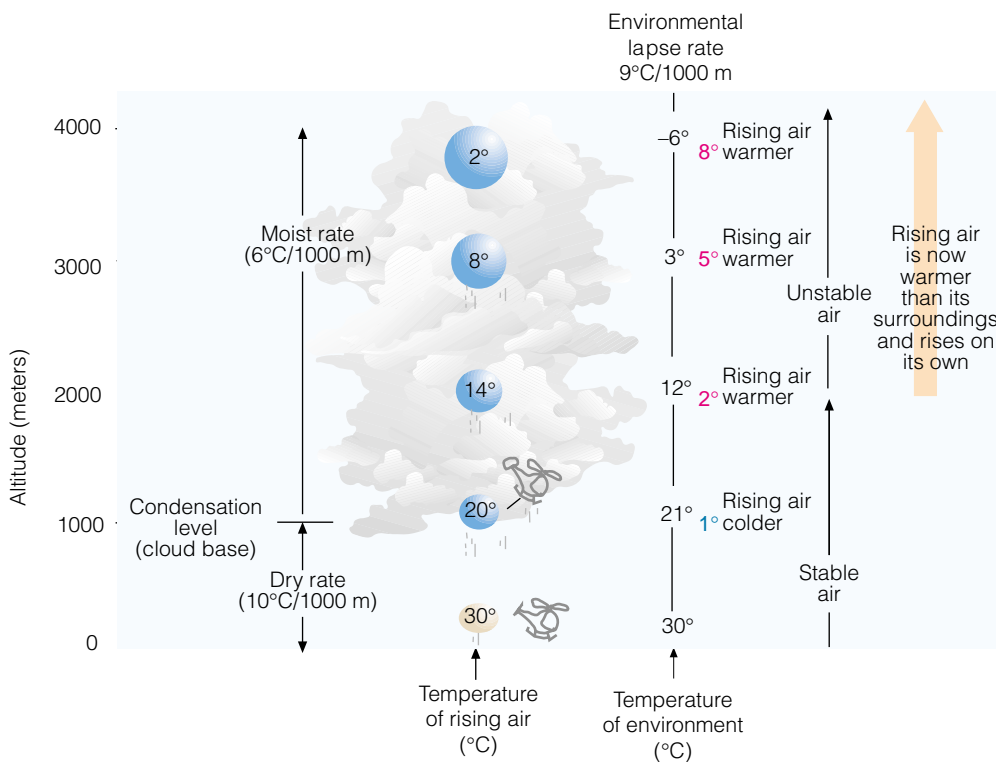 Environmental
lapse rate
9°C/1000 m
4000
3000
2000
1000
0
Altitude (meters)
Moist rate
(6°C/1000 m)
Condensation
level
(cloud base)
Dry rate
(10°C/1000 m)
2°
8°
14°
20°
30°
–6°
8°
Rising air
warmer
3°
5°
Rising air
warmer
12°
2°
Rising air
warmer
21°
1°
Rising air
colder
30°
Unstable
air
Stable
air
Rising air
is now
warmer
than its
surroundings
and rises on
its own
Temperature
of rising air
(°C)
Temperature
of environment
(°C)